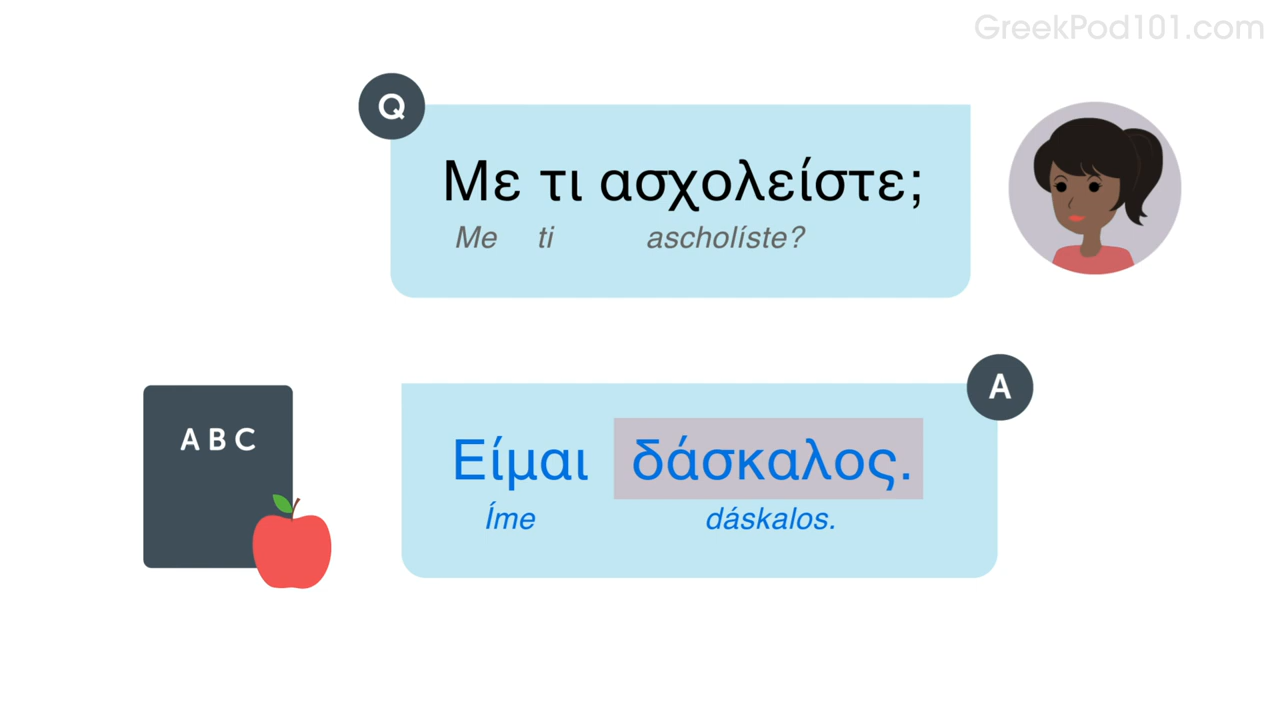 GreekPod101.com
Q
Με τι ασχολείστε;
Me ti ascholíste?
A
Είμαι δάσκαλος.
Íme dáskalos.
A B C